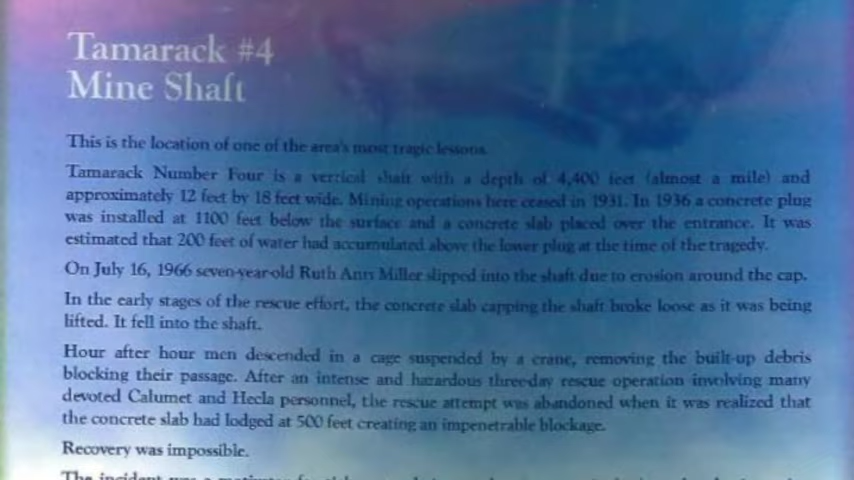 Tamarack #4
Mine Shaft
This is the location of one of the area's most tragic lessons.
Tamarack Number Four is a vertical shaft with a depth of 4,400 feet (almost a mile) and
approximately 12 feet by 18 feet wide. Mining operations here ceased in 1931. In 1936 a concrete plug
was installed at 1100 feet below the surface and a concrete slab placed over the entrance. It was
estimated that 200 feet of water had accumulated above the lower plug at the time of the tragedy.
On July 16, 1966 seven-year-old Ruth Ann Miller slipped into the shaft due to erosion around the cap.
In the early stages of the rescue effort, the concrete slab capping the shaft broke loose as it was being
lifted. It fell into the shaft.
Hour after hour men descended in a cage suspended by a crane, removing the built-up debris
blocking their passage. After an intense and hazardous three-day rescue operation involving many
devoted Calumet and Hecla personnel, the rescue attempt was abandoned when it was realized that
the concrete slab had lodged at 500 feet creating an impenetrable blockage.
Recovery was impossible.
The incident was a